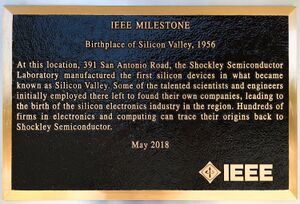 IEEE MILESTONE
Birthplace of Silicon Valley, 1956
At this location, 391 San Antonio Road, the Shockley Semiconductor
Laboratory manufactured the first silicon devices in what became
known as Silicon Valley. Some of the talented scientists and engineers
initially employed there left to found their own companies, leading to
the birth of the silicon electronics industry in the region. Hundreds of
firms in electronics and computing can trace their origins back to
Shockley Semiconductor.
May 2018
IEEE